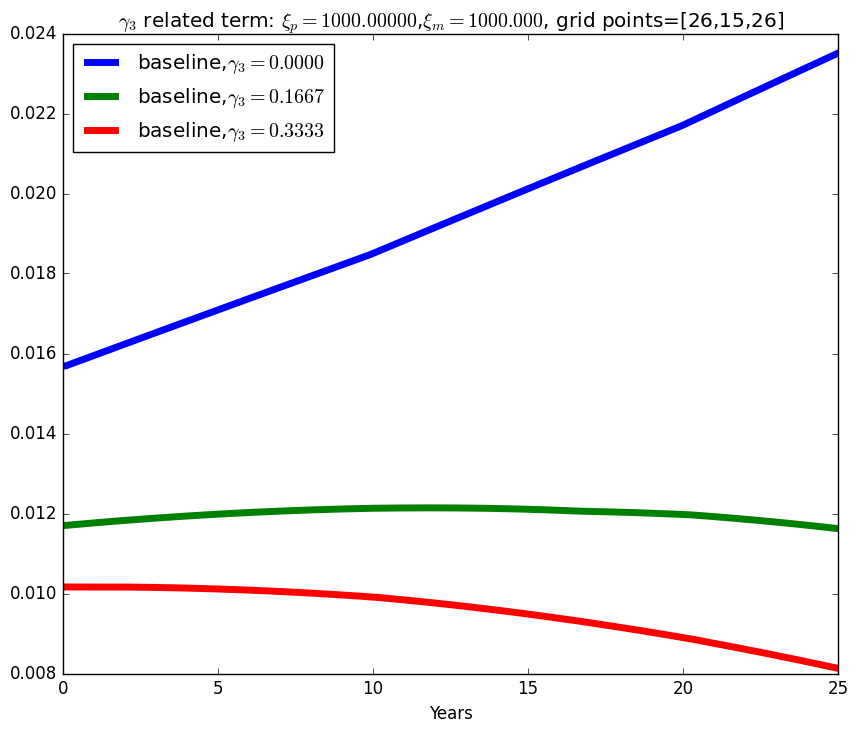 γ₃ related term: ξₚ = 1000.00000,ξₘ = 1000.000, grid points=[26,15,26]
0.024
baseline,γ₃ = 0.0000
baseline,γ₃ = 0.1667
baseline,γ₃ = 0.3333
0.022
0.020
0.018
0.016
0.014
0.012
0.010
0.008
0 5 10 15 20 25
Years